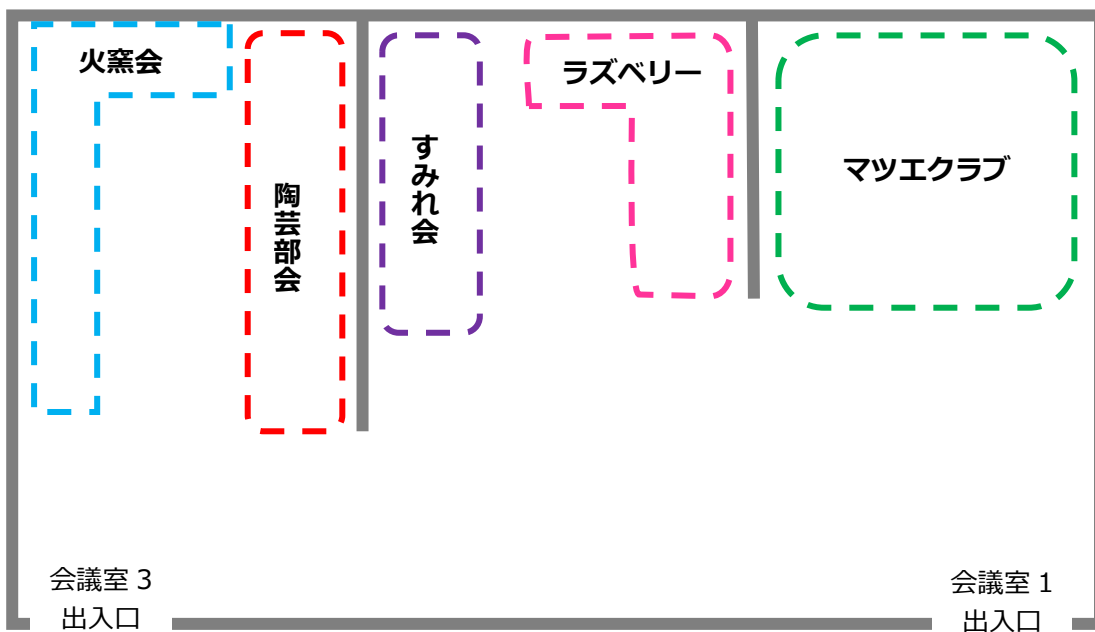 火窯会
陶芸部会
すみれ会
ラズベリー
マツエクラブ
会議室３
出入口
会議室１
出入口